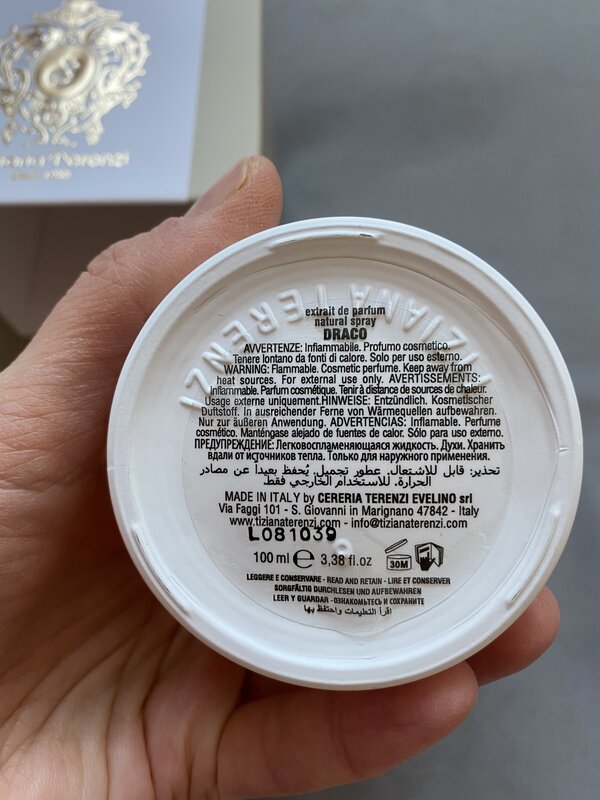 Terenzi
TIZIANA TERENZI
extrait de parfum
natural spray
DRACO
AVVERTENZE: Infiammabile. Profumo cosmetico.
Tenere lontano da fonti di calore. Solo per uso esterno.
WARNING: Flammable. Cosmetic perfume. Keep away from
heat sources. For external use only. AVERTISSEMENTS:
Inflammable. Parfum cosmétique. Tenir à distance de sources de chaleur.
Usage externe uniquement.HINWEISE: Entzündlich. Kosmetischer
Duftstoff. In ausreichender Ferne von Wärmequellen aufbewahren.
Nur zur äußeren Anwendung. ADVERTENCIAS: Inflamable. Perfume
cosmético. Manténgase alejado de fuentes de calor. Sólo para uso externo.
ПРЕДУПРЕЖДЕНИЕ: Легковоспламеняющаяся жидкость. Духи. Хранить
вдали от источников тепла. Только для наружного применения.
تحذير: قابل للاشتعال. عطور تجميل. يُحفظ بعيداً عن مصادر
الحرارة. للاستخدام الخارجي فقط
MADE IN ITALY by CERERIA TERENZI EVELINO srl
Via Faggi 101 - S. Giovanni in Marignano 47842 - Italy
www.tizianaterenzi.com - info@tizianaterenzi.com
L081039
100 ml e 3,38 fl.oz 30M
LEGGERE E CONSERVARE - READ AND RETAIN - LIRE ET CONSERVER
SORGFÄLTIG DURCHLESEN UND AUFBEWAHREN
LEER Y GUARDAR - ОЗНАКОМЬТЕСЬ И СОХРАНИТЕ
اقرأ التعليمات واحتفظ بها